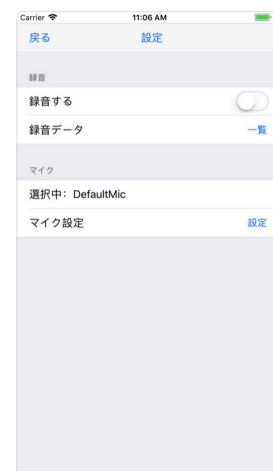 Carrier 11:06 AM
戻る 設定
録音
録音する
録音データ 一覧
マイク
選択中: DefaultMic
マイク設定 設定